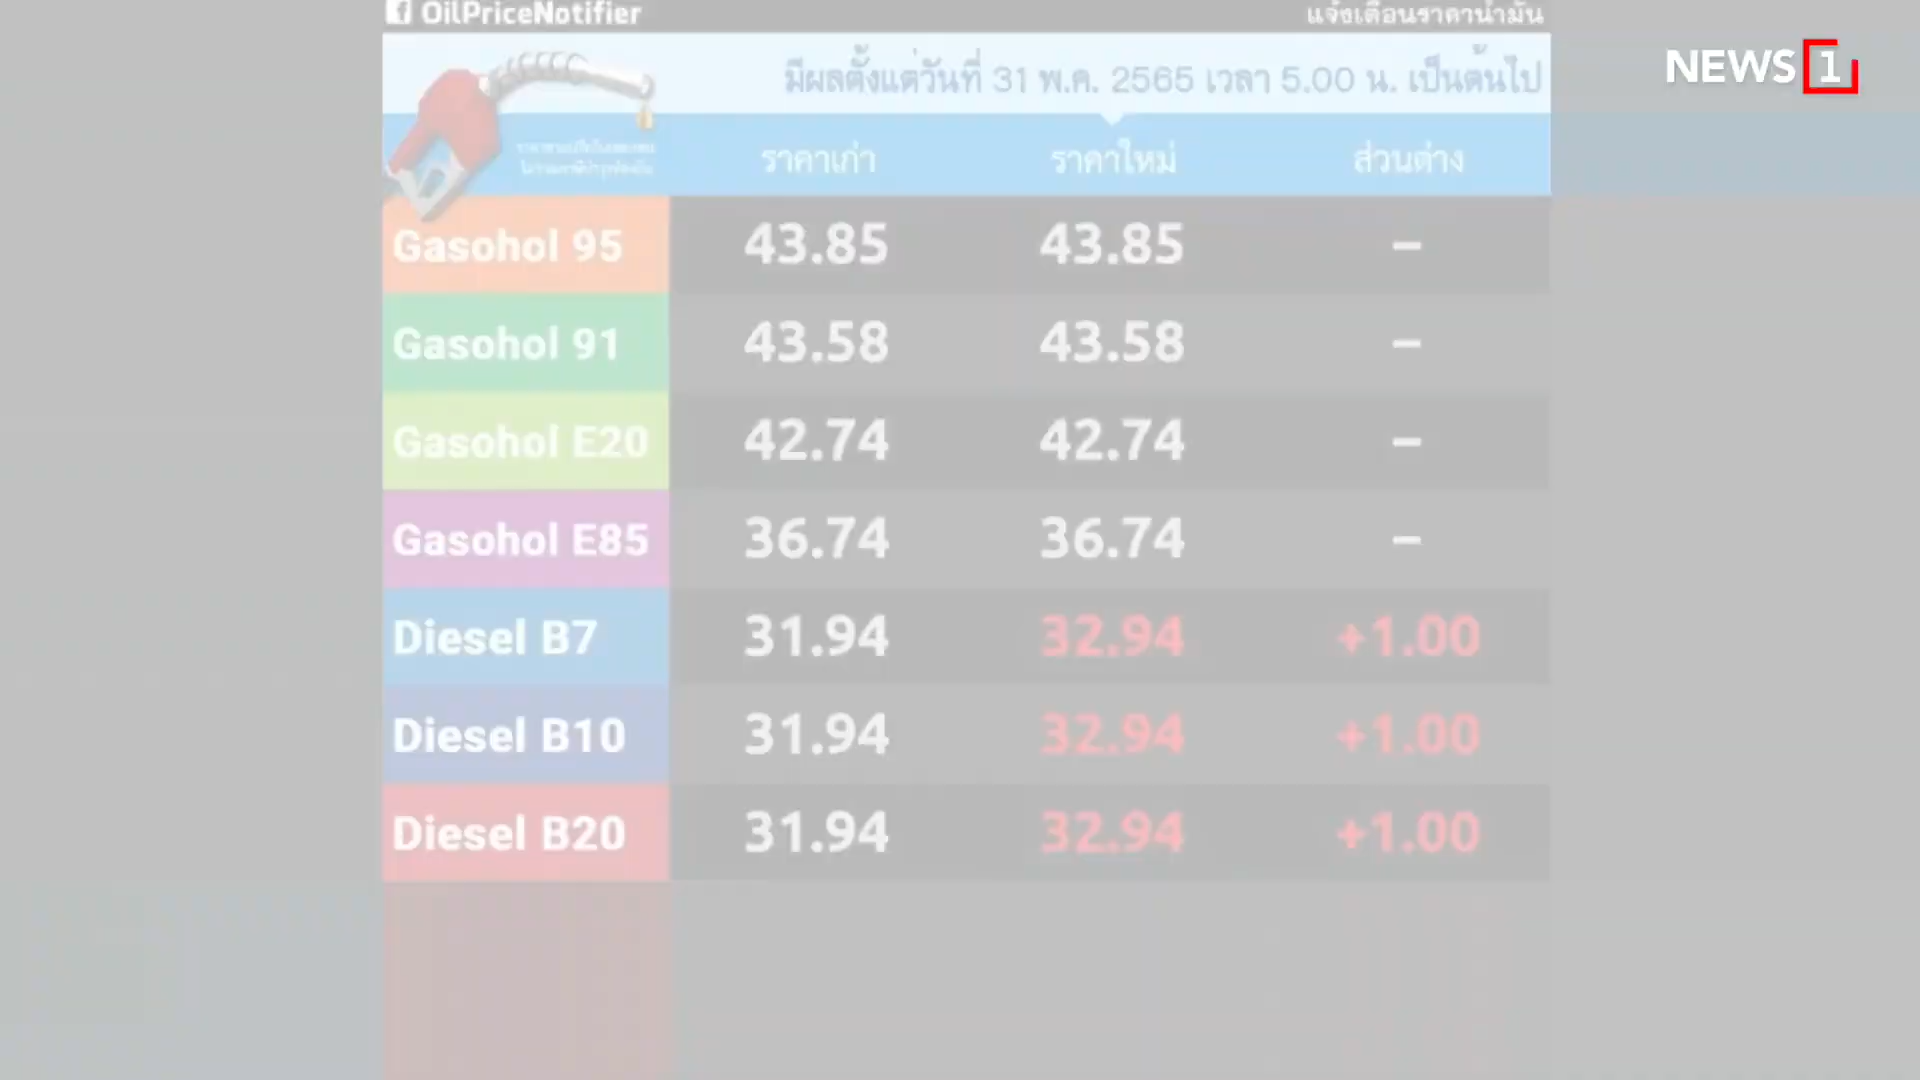 OilPriceNotifier
แจ้งเตือนราคาน้ำมัน
NEWS 1
มีผลตั้งแต่วันที่ 31 พ.ค. 2565 เวลา 5.00 น. เป็นต้นไป
ราคาเก่า ราคาใหม่ ส่วนต่าง
Gasohol 95 43.85 43.85 –
Gasohol 91 43.58 43.58 –
Gasohol E20 42.74 42.74 –
Gasohol E85 36.74 36.74 –
Diesel B7 31.94 32.94 +1.00
Diesel B10 31.94 32.94 +1.00
Diesel B20 31.94 32.94 +1.00